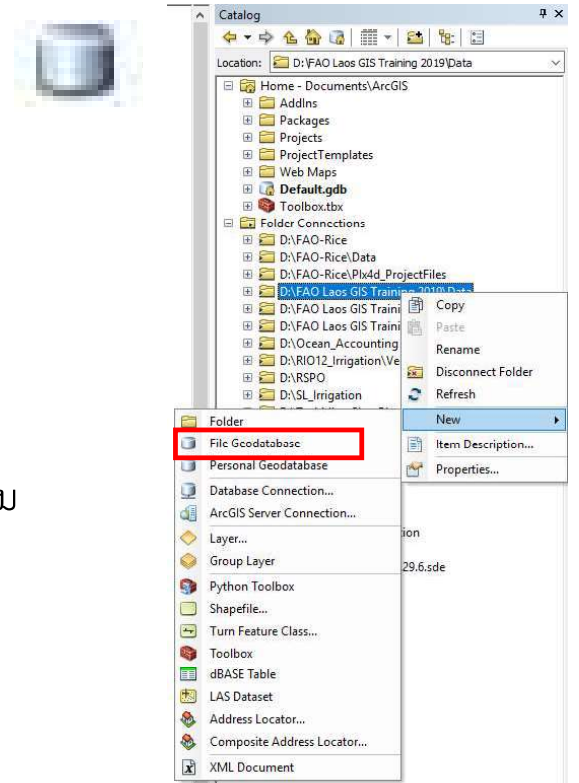 Catalog
Location: D:\FAO Laos GIS Training 2019\Data
Home - Documents\ArcGIS
AddIns
Packages
Projects
ProjectTemplates
Web Maps
Default.gdb
Toolbox.tbx
Folder Connections
D:\FAO-Rice
D:\FAO-Rice\Data
D:\FAO-Rice\PIx4d_ProjectFiles
D:\FAO Laos GIS Training 2019\Data
D:\FAO Laos GIS Traini
D:\FAO Laos GIS Traini
D:\Ocean_Accounting
D:\RIO12_Irrigation\Ve
D:\RSPO
D:\SL_Irrigation
Copy
Paste
Rename
Disconnect Folder
Refresh
New
Item Description...
Properties...
Folder
File Geodatabase
Personal Geodatabase
Database Connection...
ArcGIS Server Connection...
Layer...
Group Layer
Python Toolbox
Shapefile...
Turn Feature Class...
Toolbox
dBASE Table
LAS Dataset
Address Locator...
Composite Address Locator...
XML Document
ion
29.6.sde